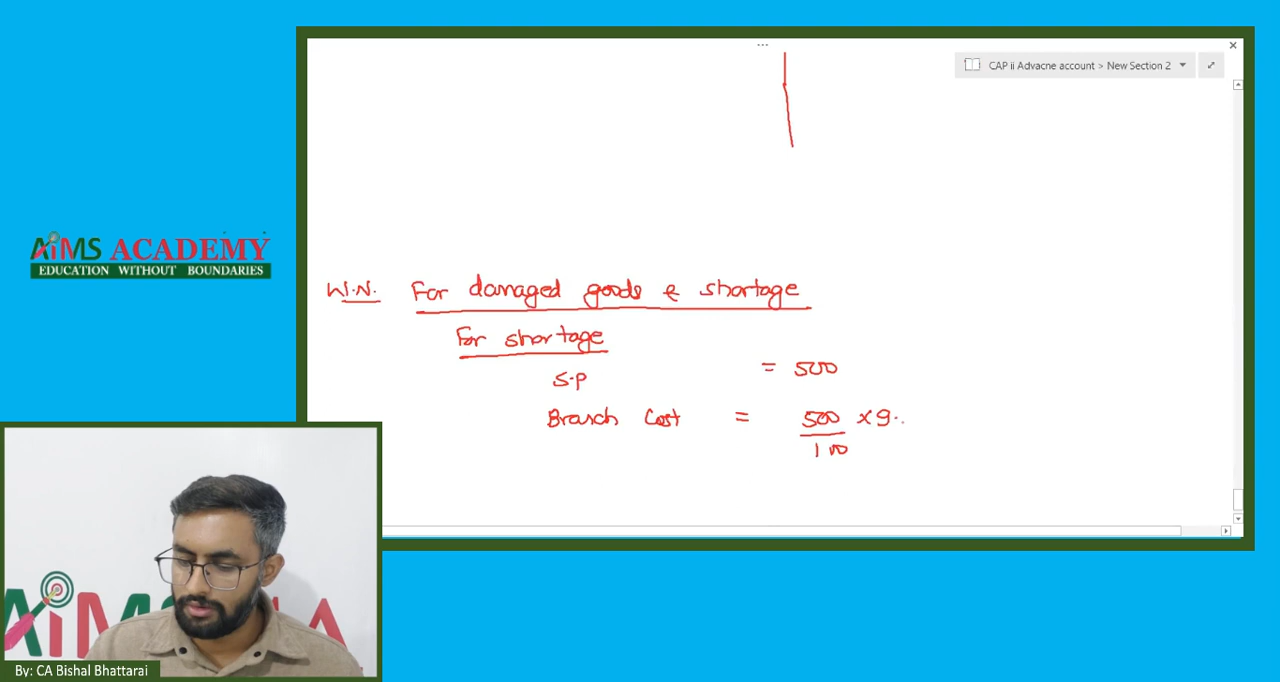 CAP ii Advacne account > New Section 2
AiMS ACADEMY
EDUCATION WITHOUT BOUNDARIES
W.N. For damaged goods & shortage
For shortage
S.P = 500
Branch Cost = 500 × 9.
100
By: CA Bishal Bhattarai